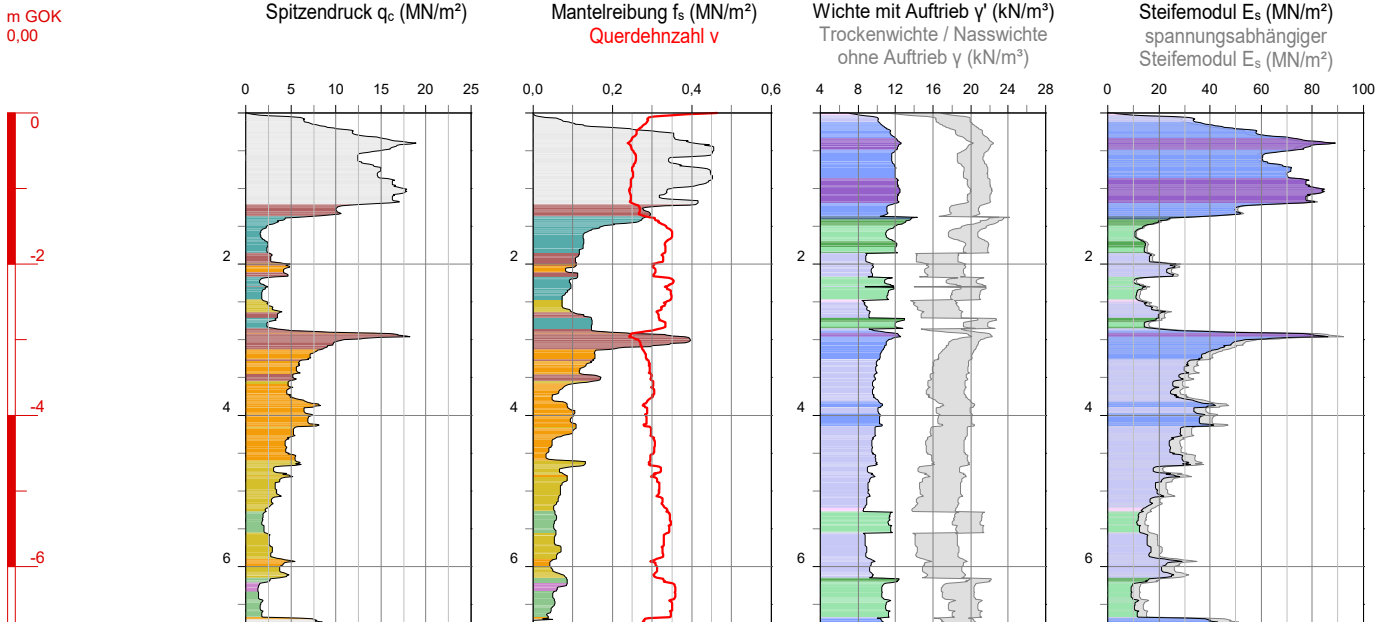 m GOK
0,00
Spitzendruck qc (MN/m²)
Mantelreibung fs (MN/m²)
Querdehnzahl ν
Wichte mit Auftrieb γ' (kN/m³)
Trockenwichte / Nasswichte
ohne Auftrieb γ (kN/m³)
Steifemodul Es (MN/m²)
spannungsabhängiger
Steifemodul Es (MN/m²)
0 5 10 15 20 25
0,0 0,2 0,4 0,6
4 8 12 16 20 24 28
0 20 40 60 80 100
0
-2
-4
-6
2 2 2 2
4 4 4 4
6 6 6 6